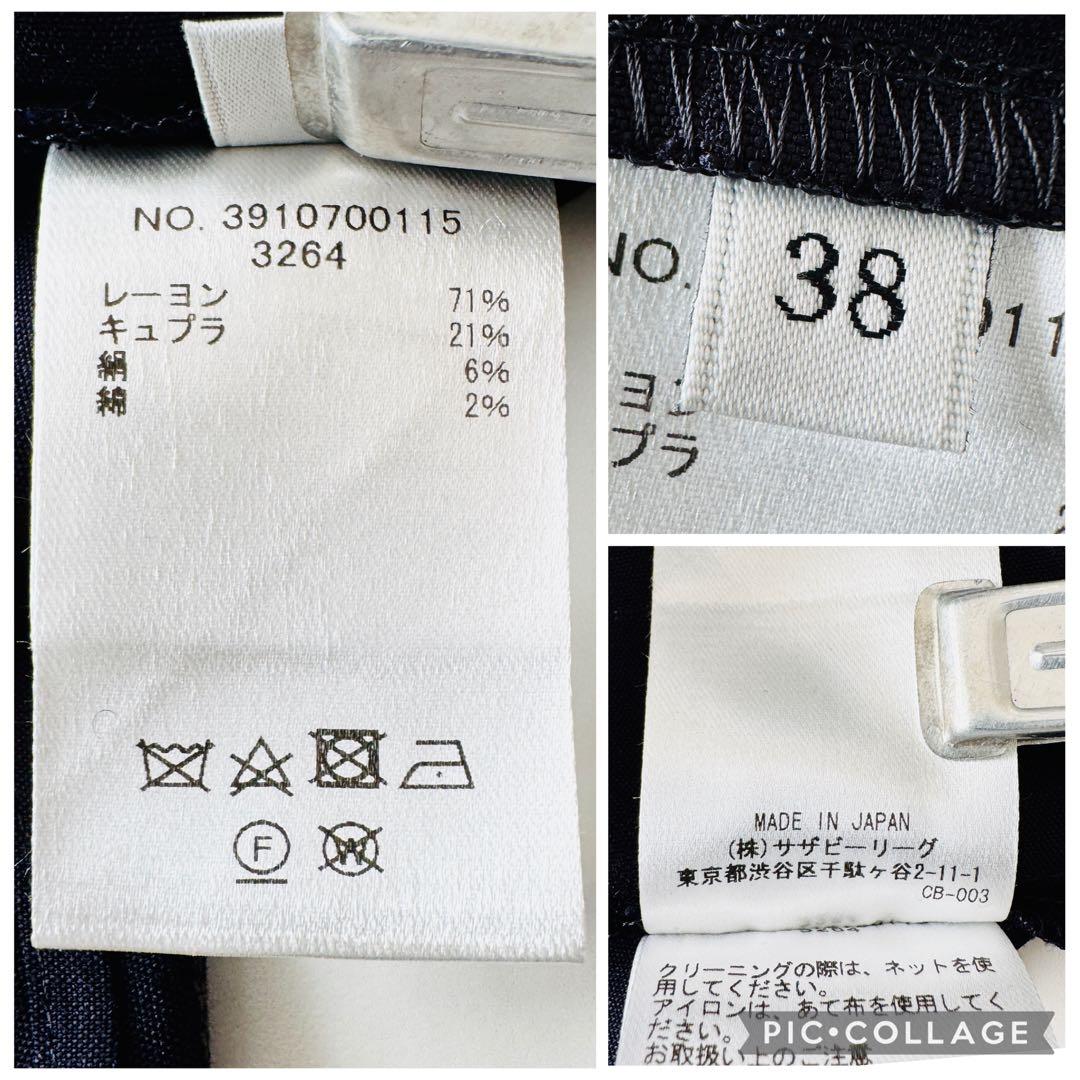 NO. 3910700115
3264
レーヨン 71%
キュプラ 21%
絹 6%
綿 2%
F
W
38
NO.
911
ヨン
プラ
MADE IN JAPAN
(株)サザビーリーグ
東京都渋谷区千駄ヶ谷2-11-1
CB-003
3264
クリーニングの際は、ネットを使
用してください。
アイロンは、あて布を使用してく
ださい。
お取扱い上のご注意
PIC•COLLAGE